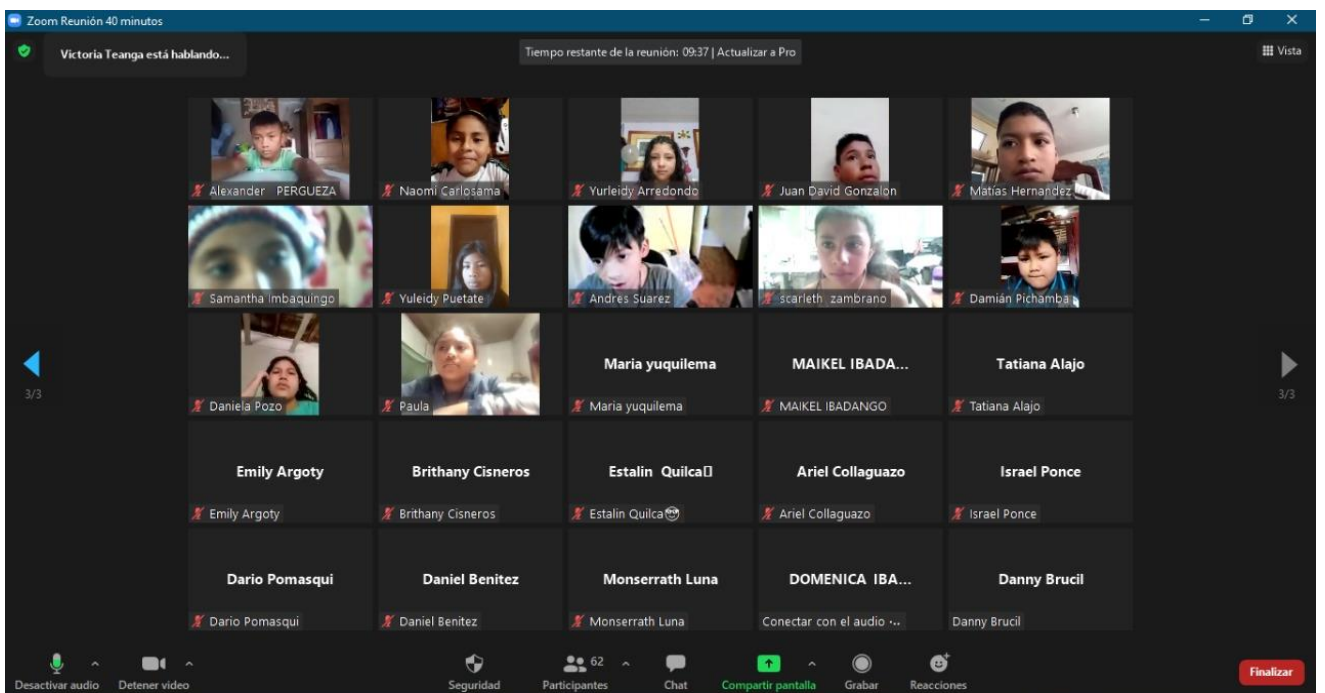 Zoom Reunión 40 minutos
Victoria Teanga está hablando...
Tiempo restante de la reunión: 09:37 | Actualizar a Pro
Vista
Alexander PERGUEZA
Naomi Carlosama
Yurleidy Arredondo
Juan David Gonzalon
Matías Hernandez
Samantha Imbaquingo
Yuleidy Puetate
Andres Suarez
scarleth zambrano
Damián Pichamba
Daniela Pozo
Paula
Maria yuquilema
Maria yuquilema
MAIKEL IBADA...
MAIKEL IBADANGO
Tatiana Alajo
Tatiana Alajo
3/3
3/3
Emily Argoty
Emily Argoty
Brithany Cisneros
Brithany Cisneros
Estalin Quilca▯
Estalin Quilca🤓
Ariel Collaguazo
Ariel Collaguazo
Israel Ponce
Israel Ponce
Dario Pomasqui
Dario Pomasqui
Daniel Benitez
Daniel Benitez
Monserrath Luna
Monserrath Luna
DOMENICA IBA...
Conectar con el audio ·..
Danny Brucil
Danny Brucil
Desactivar audio
Detener video
Seguridad
62
Participantes
Chat
Compartir pantalla
Grabar
Reacciones
Finalizar